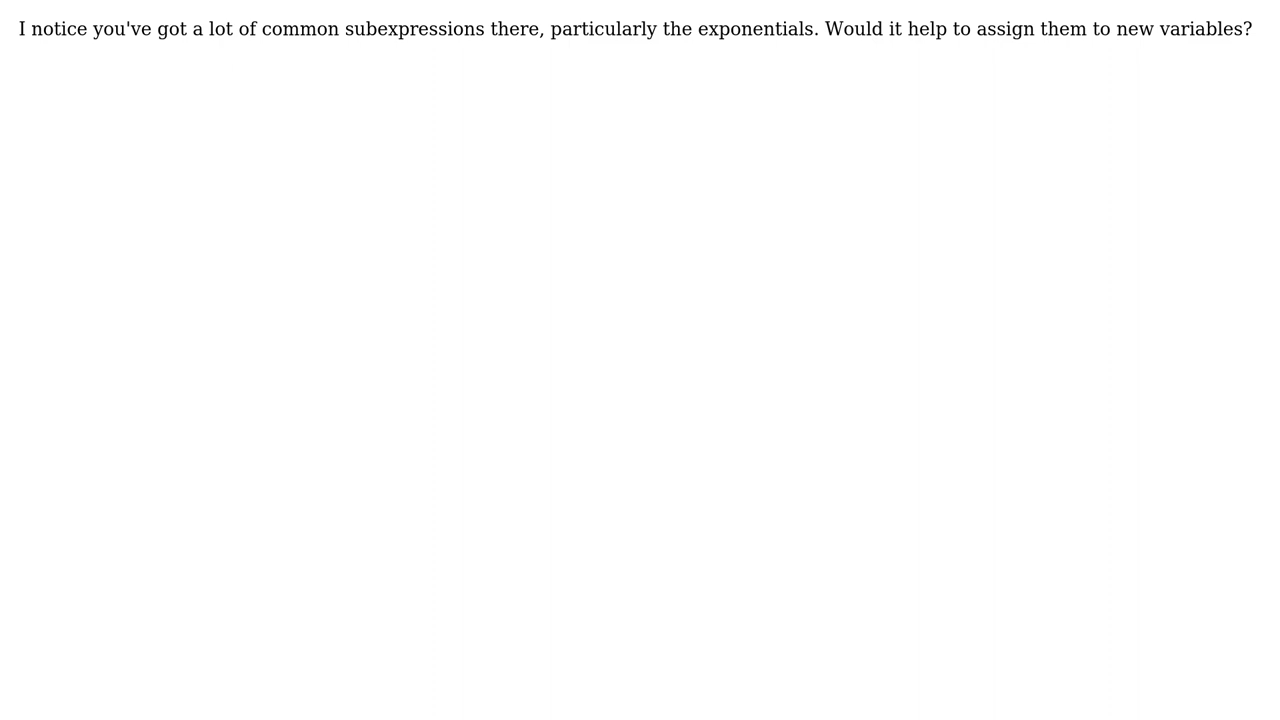 I notice you've got a lot of common subexpressions there, particularly the exponentials. Would it help to assign them to new variables?